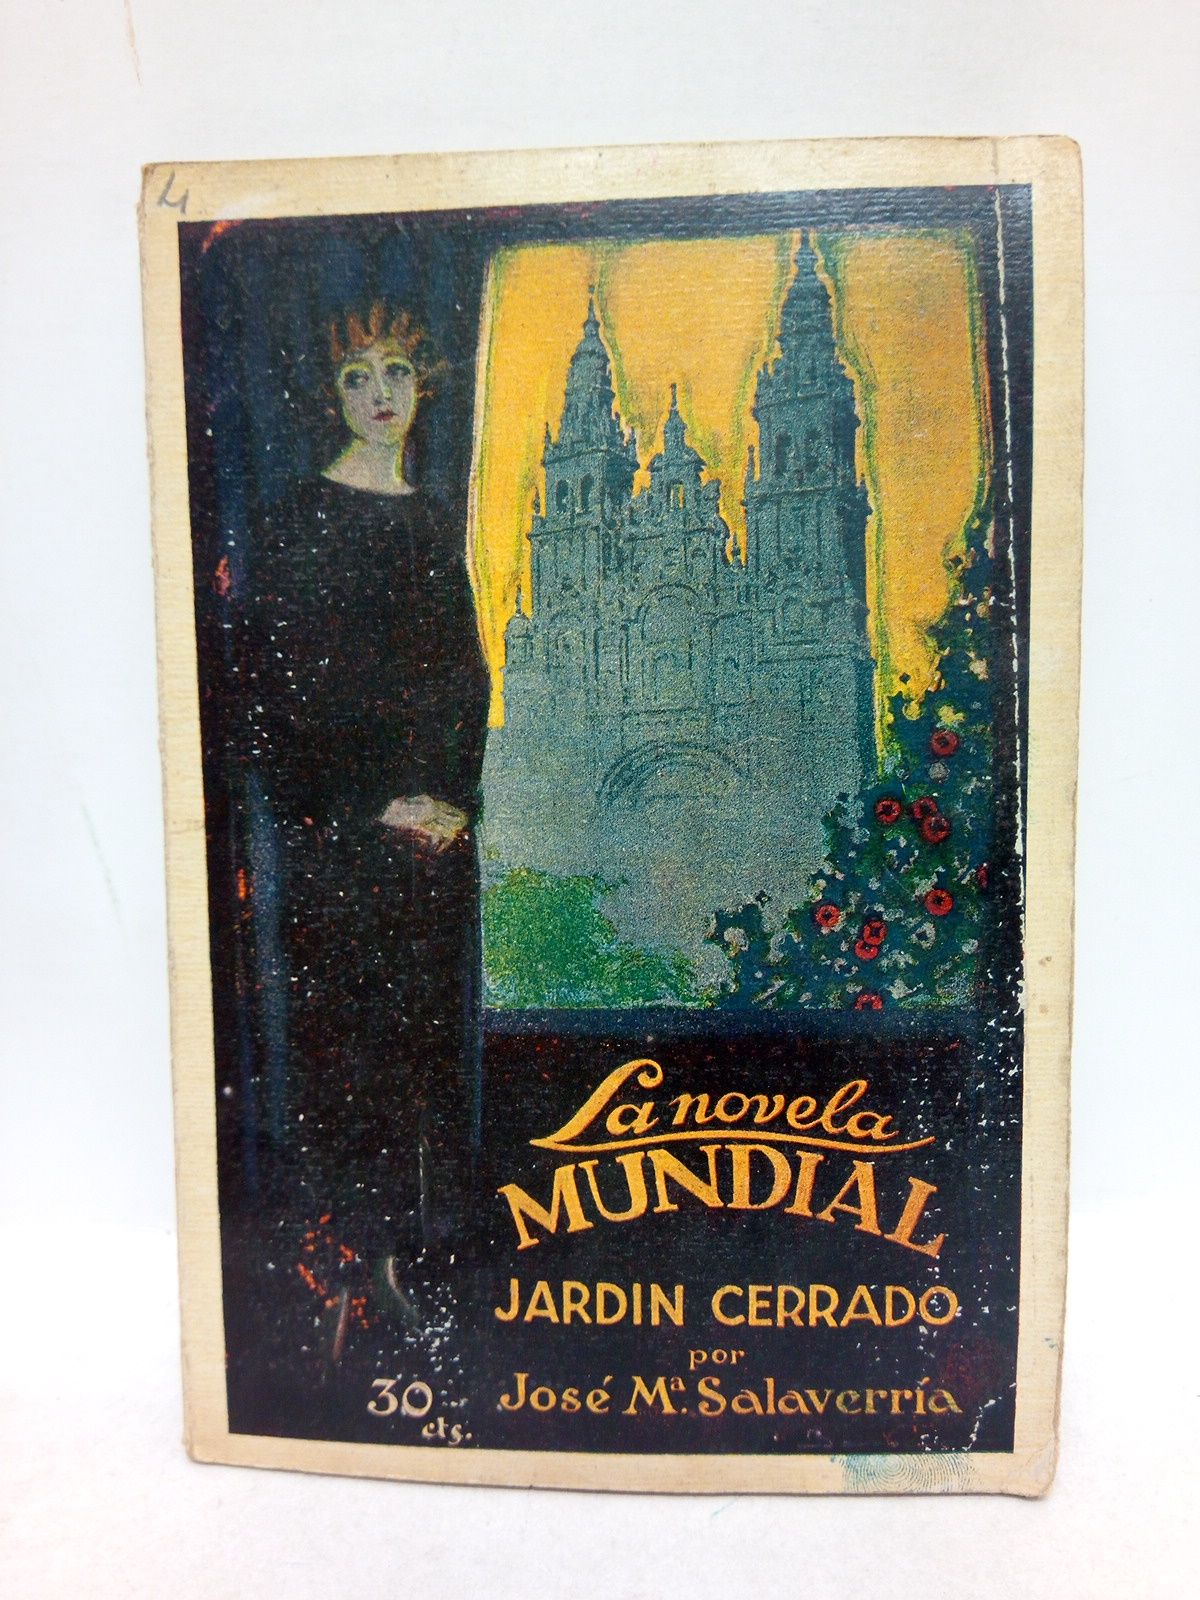 La novela
MUNDIAL
JARDIN CERRADO
por
José Mª. Salaverría
30
cts.